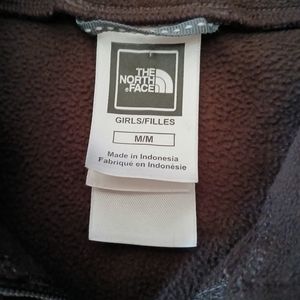 THE
NORTH
FACE
GIRLS/FILLES
M/M
Made in Indonesia
Fabriqué en Indonésie